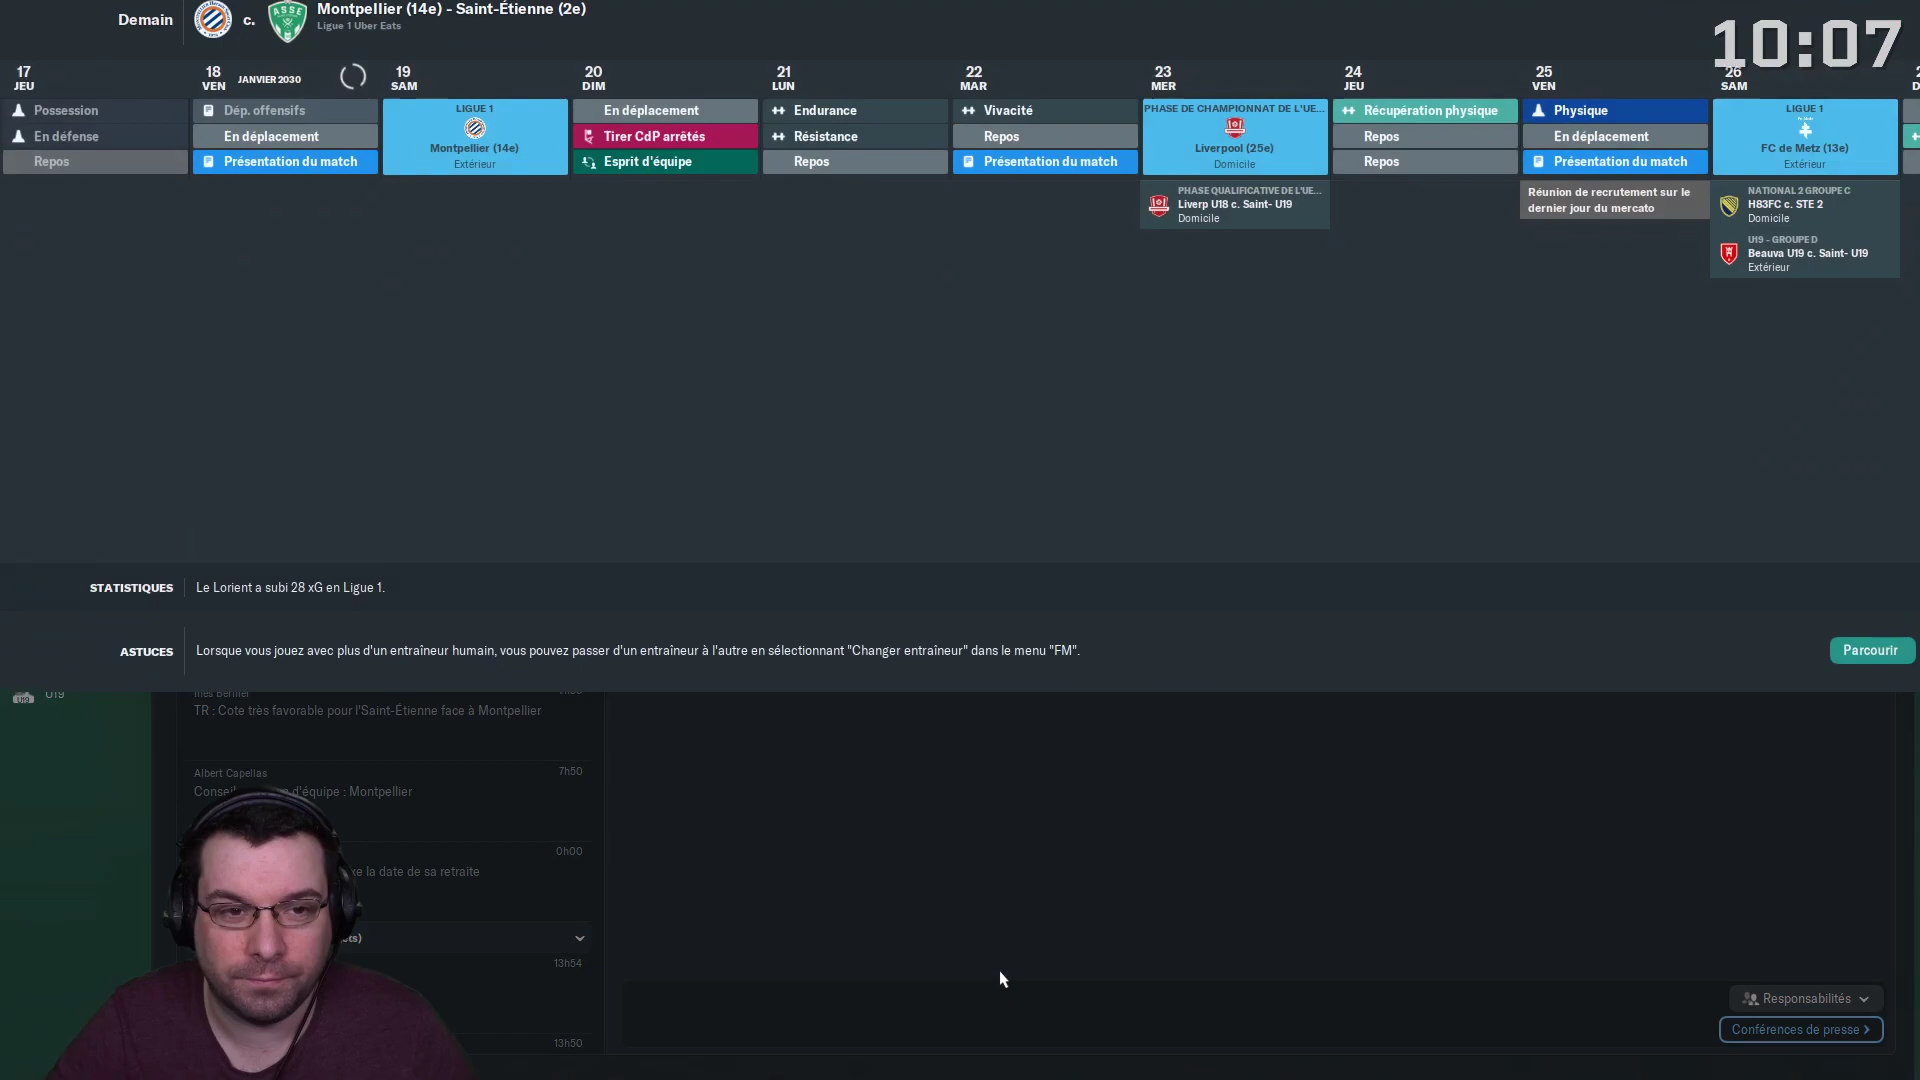 Demain
c.
Montpellier (14e) - Saint-Étienne (2e)
Ligue 1 Uber Eats
10:07
17
JEU
18
VEN
JANVIER 2030
19
SAM
20
DIM
21
LUN
22
MAR
23
MER
24
JEU
25
VEN
26
SAM
Possession
En défense
Repos
Dép. offensifs
En déplacement
Présentation du match
LIGUE 1
Montpellier (14e)
Extérieur
En déplacement
Tirer CdP arrêtés
Esprit d'équipe
Endurance
Résistance
Repos
Vivacité
Repos
Présentation du match
PHASE DE CHAMPIONNAT DE L'UE...
Liverpool (25e)
Domicile
PHASE QUALIFICATIVE DE L'UE...
Liverp U18 c. Saint- U19
Domicile
Récupération physique
Repos
Repos
Physique
En déplacement
Présentation du match
Réunion de recrutement sur le
dernier jour du mercato
LIGUE 1
FC de Metz (13e)
Extérieur
NATIONAL 2 GROUPE C
H83FC c. STE 2
Domicile
U19 - GROUPE D
Beauva U19 c. Saint- U19
Extérieur
STATISTIQUES
Le Lorient a subi 28 xG en Ligue 1.
ASTUCES
Lorsque vous jouez avec plus d'un entraîneur humain, vous pouvez passer d'un entraîneur à l'autre en sélectionnant "Changer entraîneur" dans le menu "FM".
Parcourir
U19
TR : Cote très favorable pour l'Saint-Étienne face à Montpellier
Albert Capellas
7h50
d'équipe : Montpellier
0h00
la date de sa retraite
13h54
13h50
Responsabilités
Conférences de presse